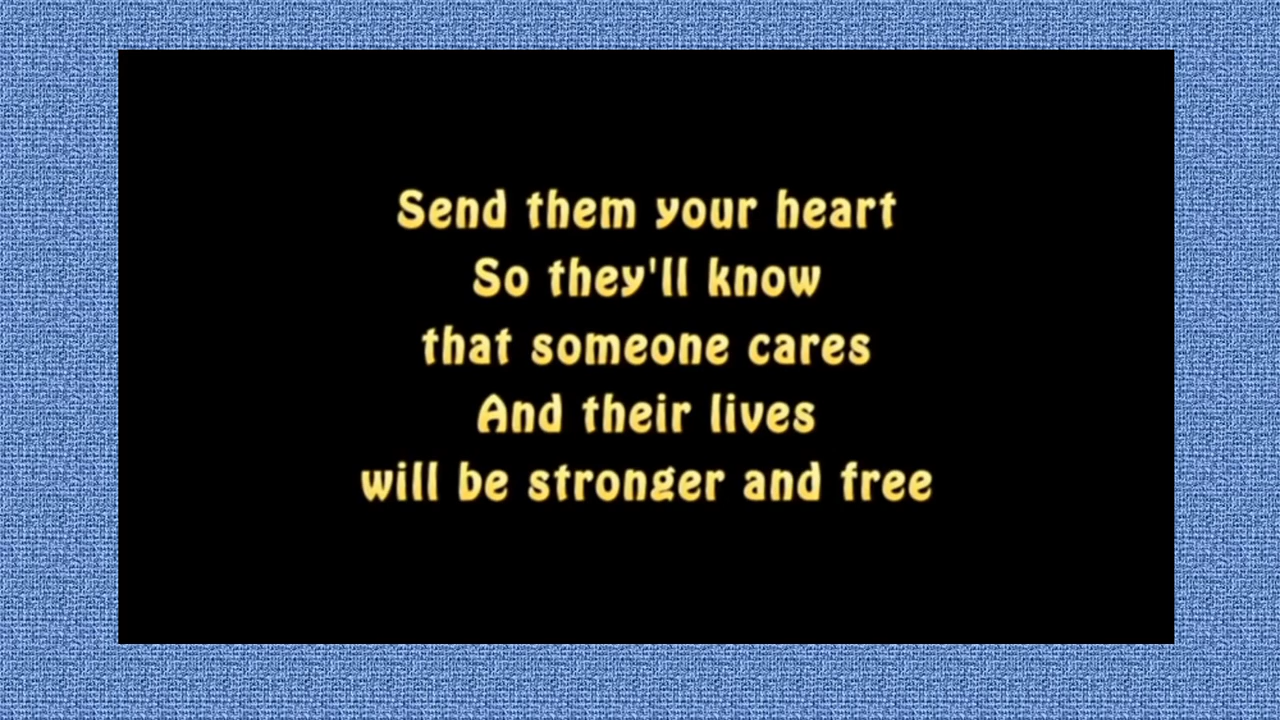 Send them your heart
So they'll know
that someone cares
And their lives
will be stronger and free